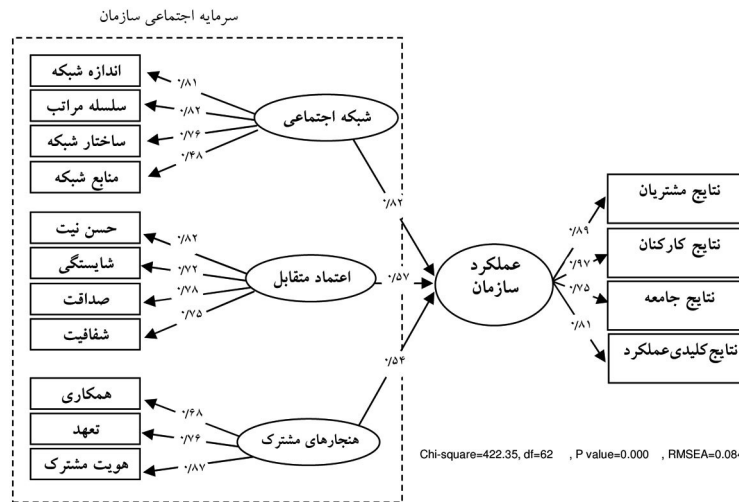 سرمایه اجتماعی سازمان
اندازه شبکه
سلسله مراتب
ساختار شبکه
منابع شبکه
۰/۸۱
۰/۸۲
۰/۷۶
۰/۴۸
شبکه اجتماعی
حسن نیت
شایستگی
صداقت
شفافیت
۰/۸۲
۰/۷۲
۰/۷۸
۰/۷۵
اعتماد متقابل
همکاری
تعهد
هویت مشترک
۰/۶۸
۰/۷۶
۰/۸۷
هنجارهای مشترک
۰/۸۲
۰/۵۷
۰/۵۴
عملکرد
سازمان
۰/۸۹
۰/۹۷
۰/۷۵
۰/۸۱
نتایج مشتریان
نتایج کارکنان
نتایج جامعه
نتایج کلیدی عملکرد
Chi-square=422.35, df=62 , P value=0.000 , RMSEA=0.084